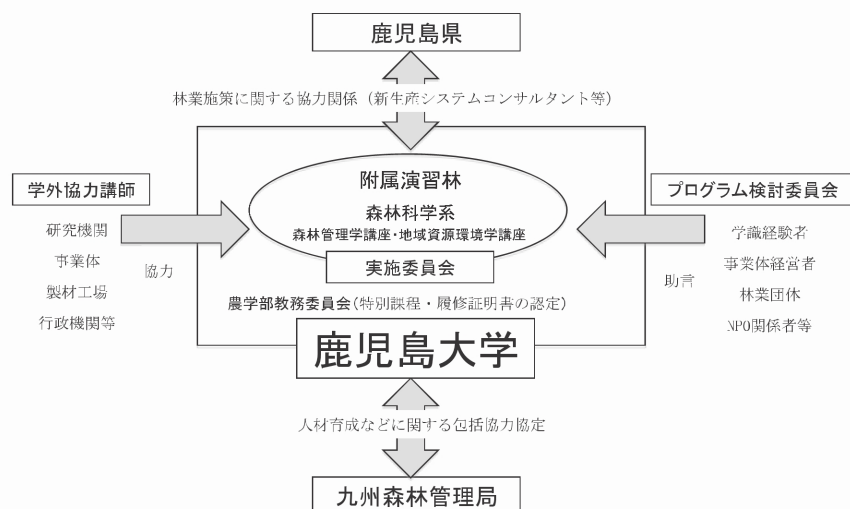 鹿児島県
林業施策に関する協力関係（新生産システムコンサルタント等）
学外協力講師
研究機関
事業体
製材工場
行政機関等
協力
附属演習林
森林科学系
森林管理学講座・地域資源環境学講座
実施委員会
農学部教務委員会（特別課程・履修証明書の認定）
鹿児島大学
プログラム検討委員会
学識経験者
事業体経営者
林業団体
NPO関係者等
助言
人材育成などに関する包括協力協定
九州森林管理局